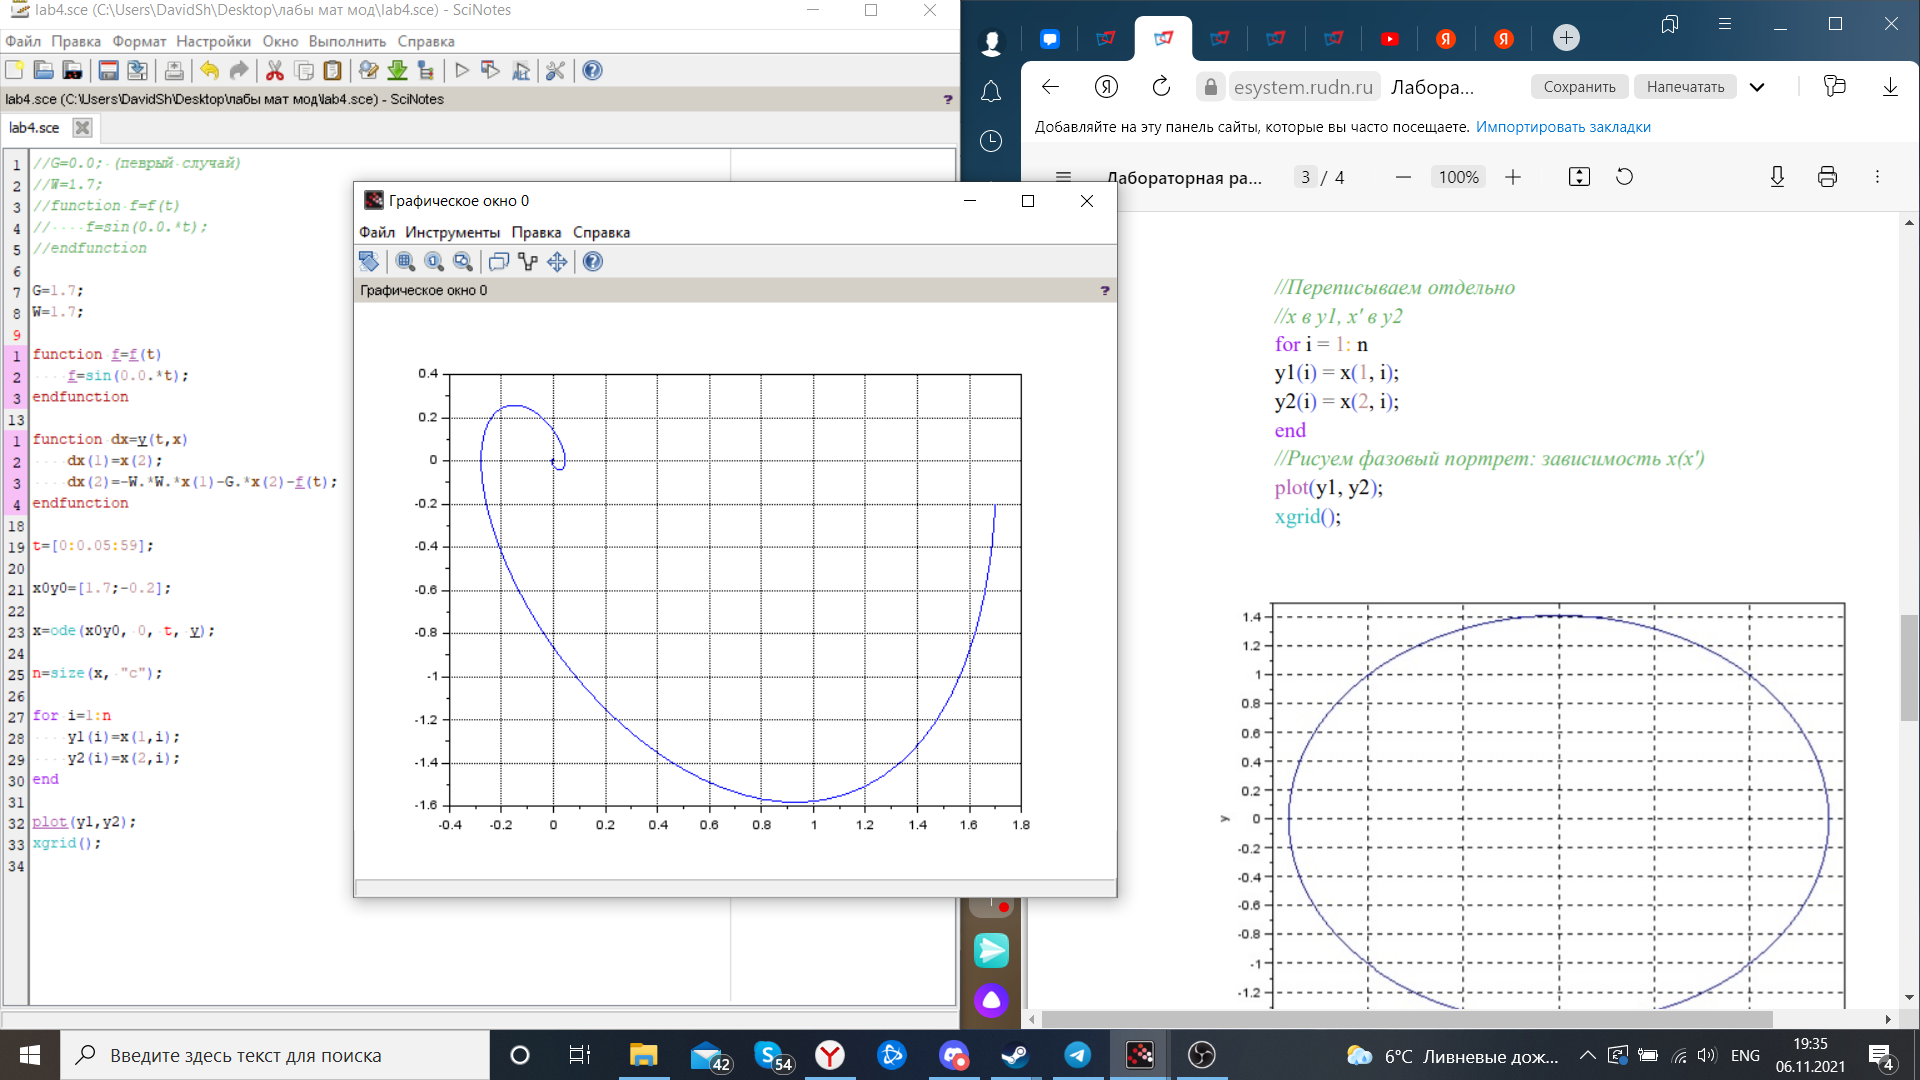 lab4.sce (C:\Users\DavidSh\Desktop\лабы мат мод\lab4.sce) - SciNotes
Файл Правка Формат Настройки Окно Выполнить Справка
lab4.sce (C:\Users\DavidSh\Desktop\лабы мат мод\lab4.sce) - SciNotes
?
lab4.sce
1 //G=0.0; (певрый случай)
2 //W=1.7;
3 //function f=f(t)
4 // f=sin(0.0.*t);
5 //endfunction
6
7 G=1.7;
8 W=1.7;
9
1 function f=f(t)
2 f=sin(0.0.*t);
3 endfunction
13
1 function dx=y(t,x)
2 dx(1)=x(2);
3 dx(2)=-W.*W.*x(1)-G.*x(2)-f(t);
4 endfunction
18
19 t=[0:0.05:59];
20
21 x0y0=[1.7;-0.2];
22
23 x=ode(x0y0, 0, t, y);
24
25 n=size(x, "c");
26
27 for i=1:n
28 y1(i)=x(1,i);
29 y2(i)=x(2,i);
30 end
31
32 plot(y1,y2);
33 xgrid();
34
Графическое окно 0
Файл Инструменты Правка Справка
Графическое окно 0
?
0.4
0.2
0
-0.2
-0.4
-0.6
-0.8
-1
-1.2
-1.4
-1.6
-0.4 -0.2 0 0.2 0.4 0.6 0.8 1 1.2 1.4 1.6 1.8
esystem.rudn.ru Лабора... Сохранить Напечатать
Добавляйте на эту панель сайты, которые вы часто посещаете. Импортировать закладки
Лабораторная ра... 3 / 4 100%
//Переписываем отдельно
//x в y1, x' в y2
for i = 1: n
y1(i) = x(1, i);
y2(i) = x(2, i);
end
//Рисуем фазовый портрет: зависимость x(x')
plot(y1, y2);
xgrid();
1.4
1.2
1
0.8
0.6
0.4
0.2
y 0
-0.2
-0.4
-0.6
-0.8
-1
-1.2
Введите здесь текст для поиска
42
54
6°C Ливневые дож...
ENG
19:35
06.11.2021
4